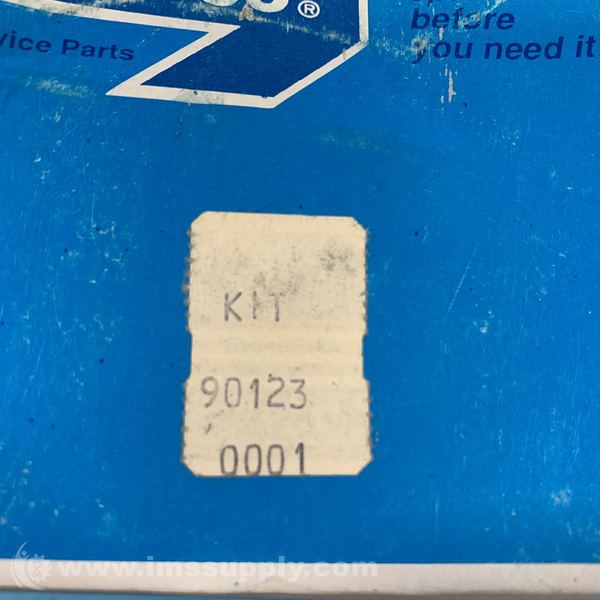 ®
vice Parts
before
you need it
KIT
90123
0001
www.imssupply.com